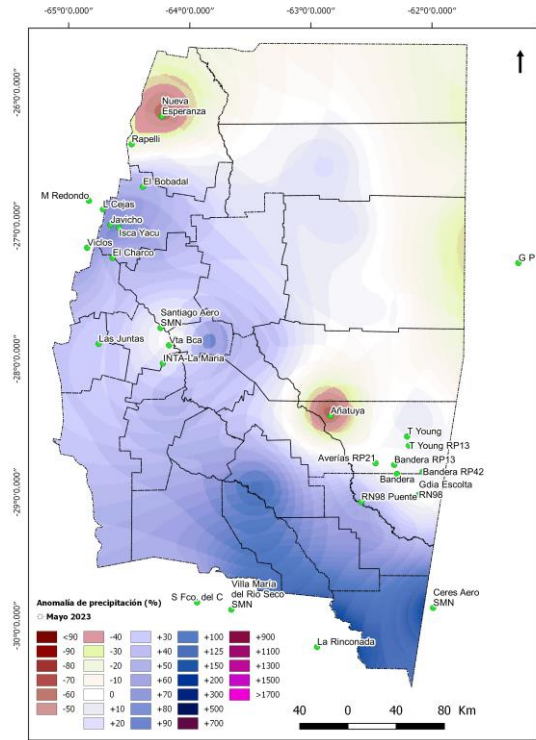 -65°0'0.000" -64°0'0.000" -63°0'0.000" -62°0'0.000"
-26°0'0.000"
-27°0'0.000"
-28°0'0.000"
-29°0'0.000"
-30°0'0.000"
Nueva
Esperanza
Rapelli
El Bobadal
M Redondo
L Cejas
Javicho
Isca Yacu
Viclos
El Charco
G P
Santiago Aero
SMN
Las Juntas
Vta Bca
INTA-La Maria
Añatuya
T Young
T Young RP13
Averías RP21
Bandera RP13
Bandera RP42
Bandera
Gdia Escolta
RN98
RN98 Puente
S Fco. del C
Villa María
del Rio Seco
SMN
Ceres Aero
SMN
La Rinconada
Anomalía de precipitación (%)
Mayo 2023
<90 -40 +30 +100 +900
-90 -30 +40 +125 +1100
-80 -20 +50 +150 +1300
-70 -10 +60 +200 +1500
-60 0 +70 +300 >1700
-50 +10 +80 +500
+20 +90 +700
40 0 40 80 Km